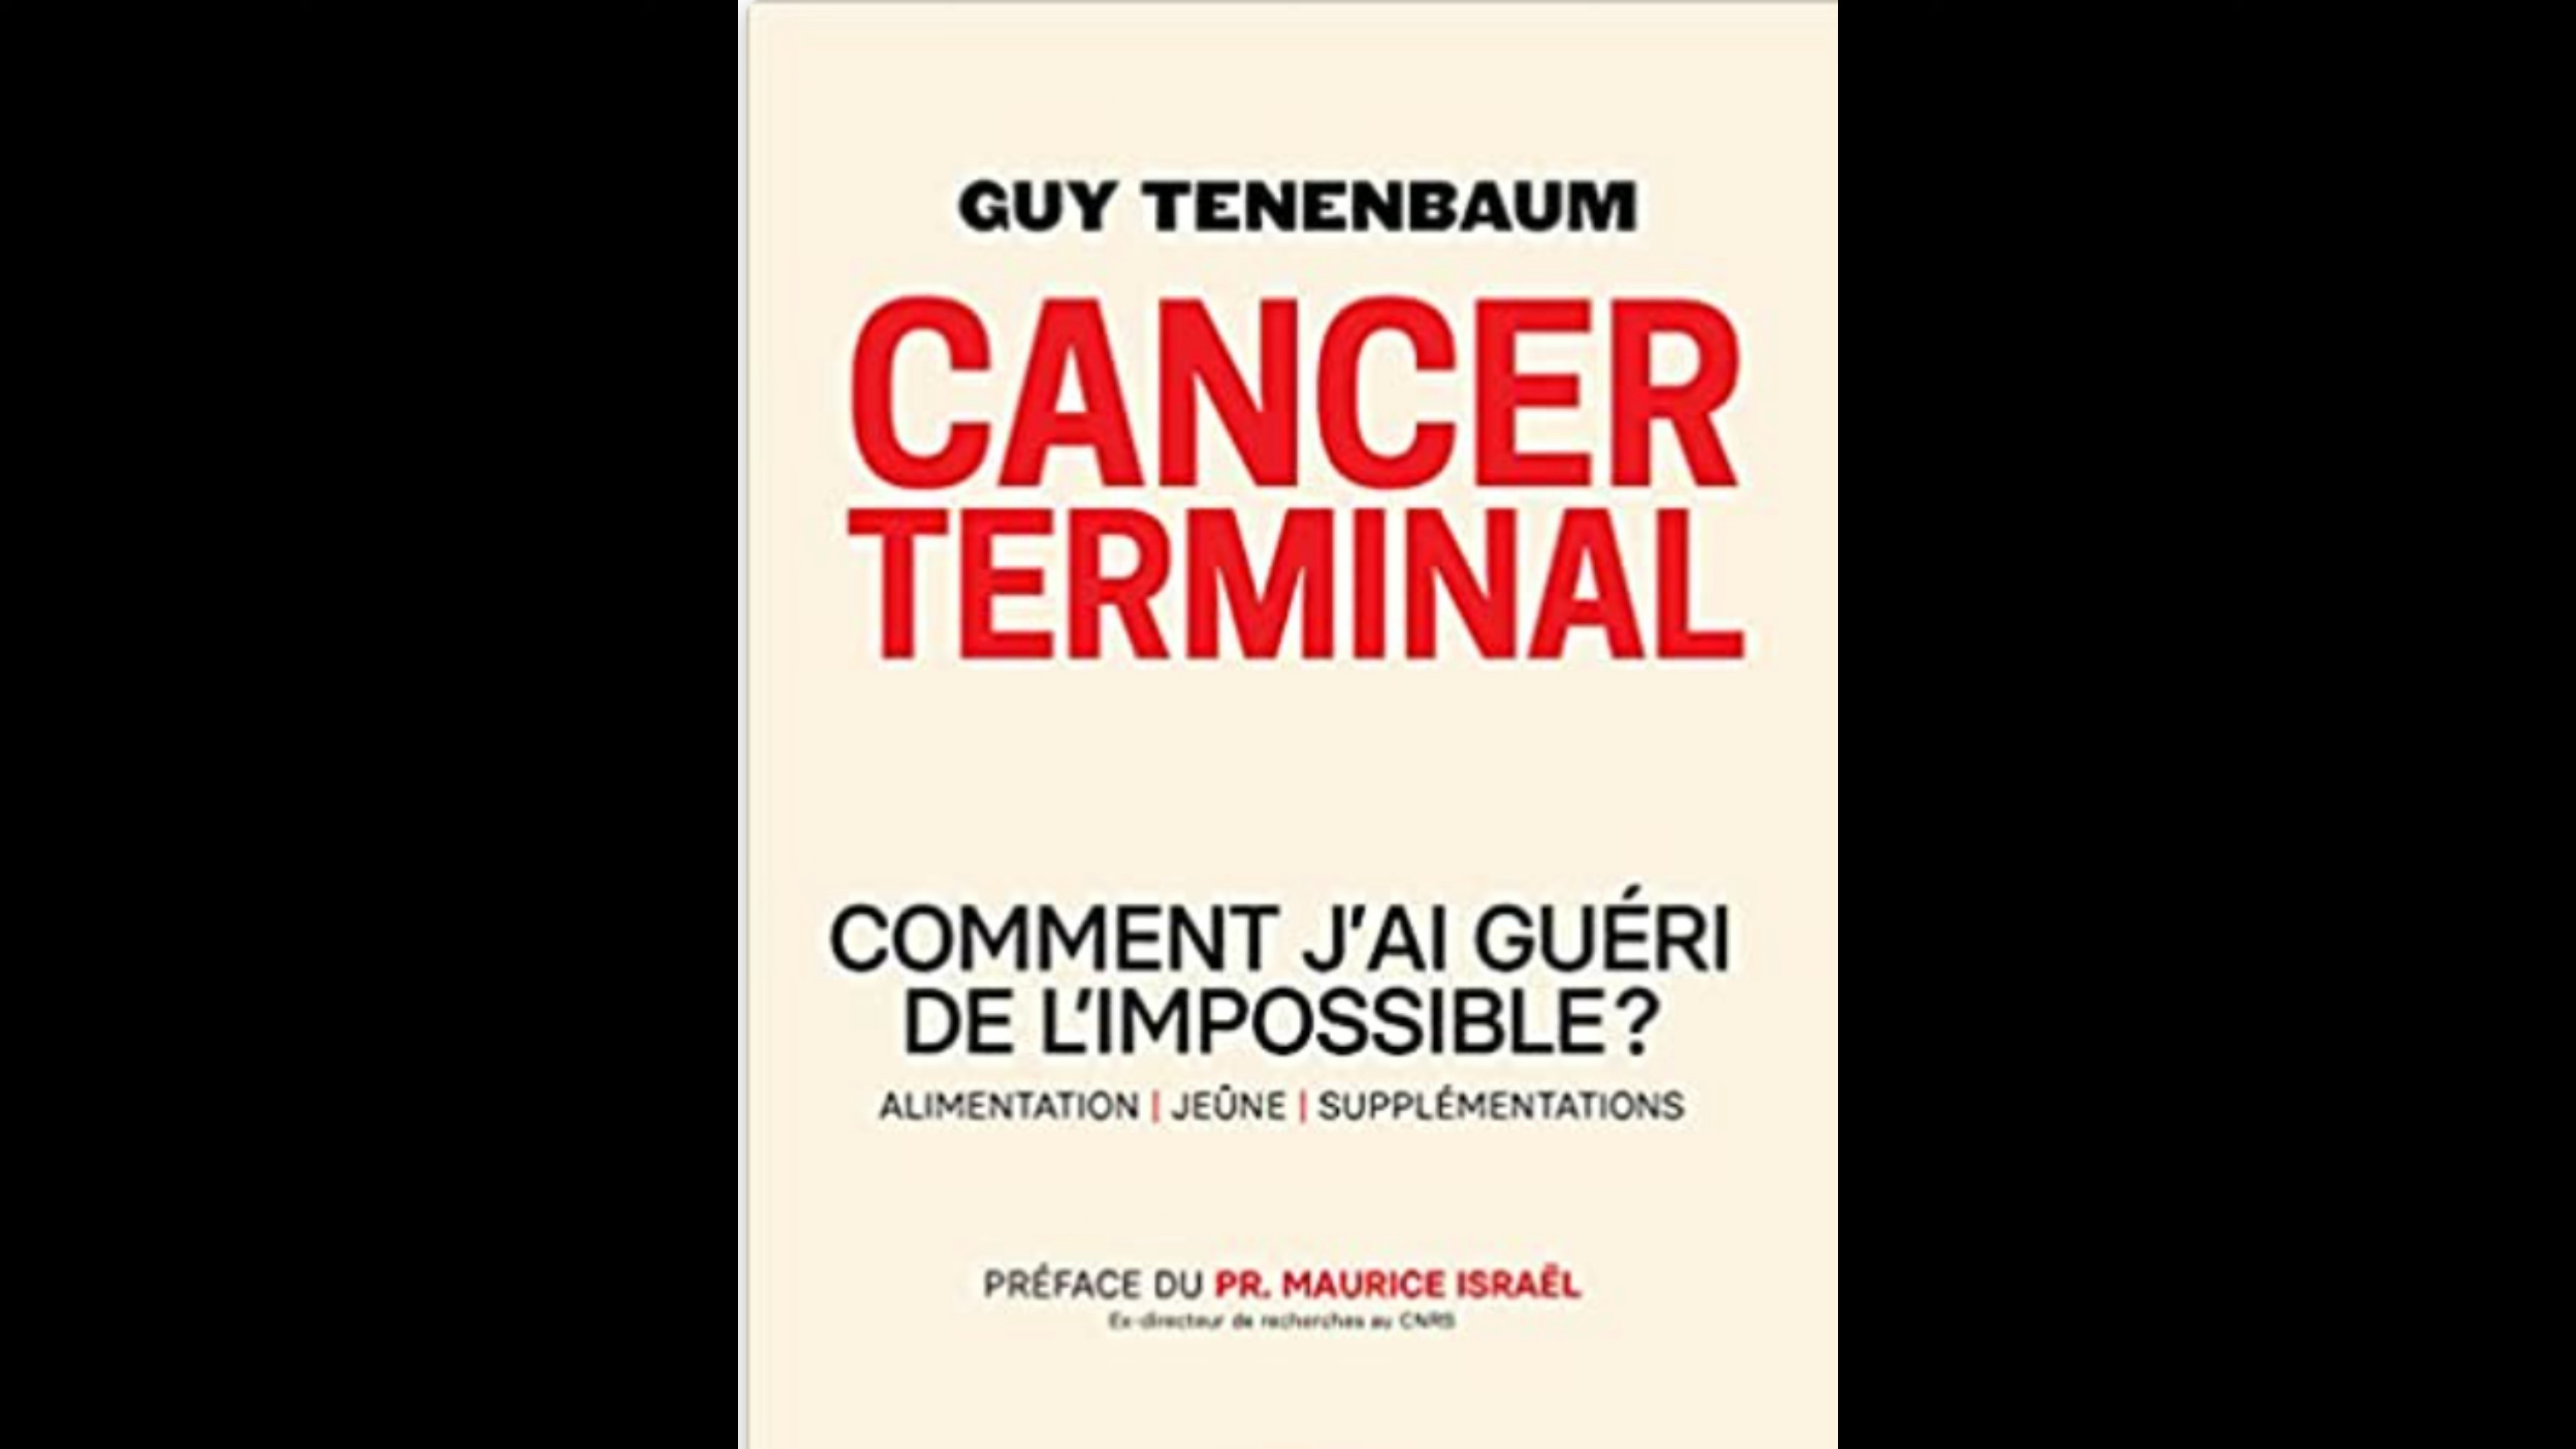 GUY TENENBAUM
CANCER
TERMINAL
COMMENT J'AI GUÉRI
DE L'IMPOSSIBLE?
ALIMENTATION | JEÛNE | SUPPLÉMENTATIONS
PRÉFACE DU PR. MAURICE ISRAËL
Ex-directeur de recherches au CNRS